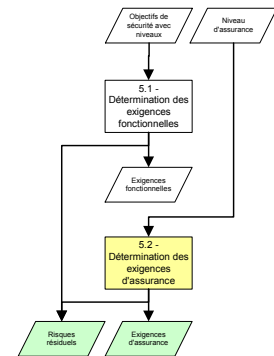 Objectifs de
sécurité avec
niveaux
Niveau
d'assurance
5.1 -
Détermination des
exigences
fonctionnelles
Exigences
fonctionnelles
5.2 -
Détermination des
exigences
d'assurance
Risques
résiduels
Exigences
d'assurance